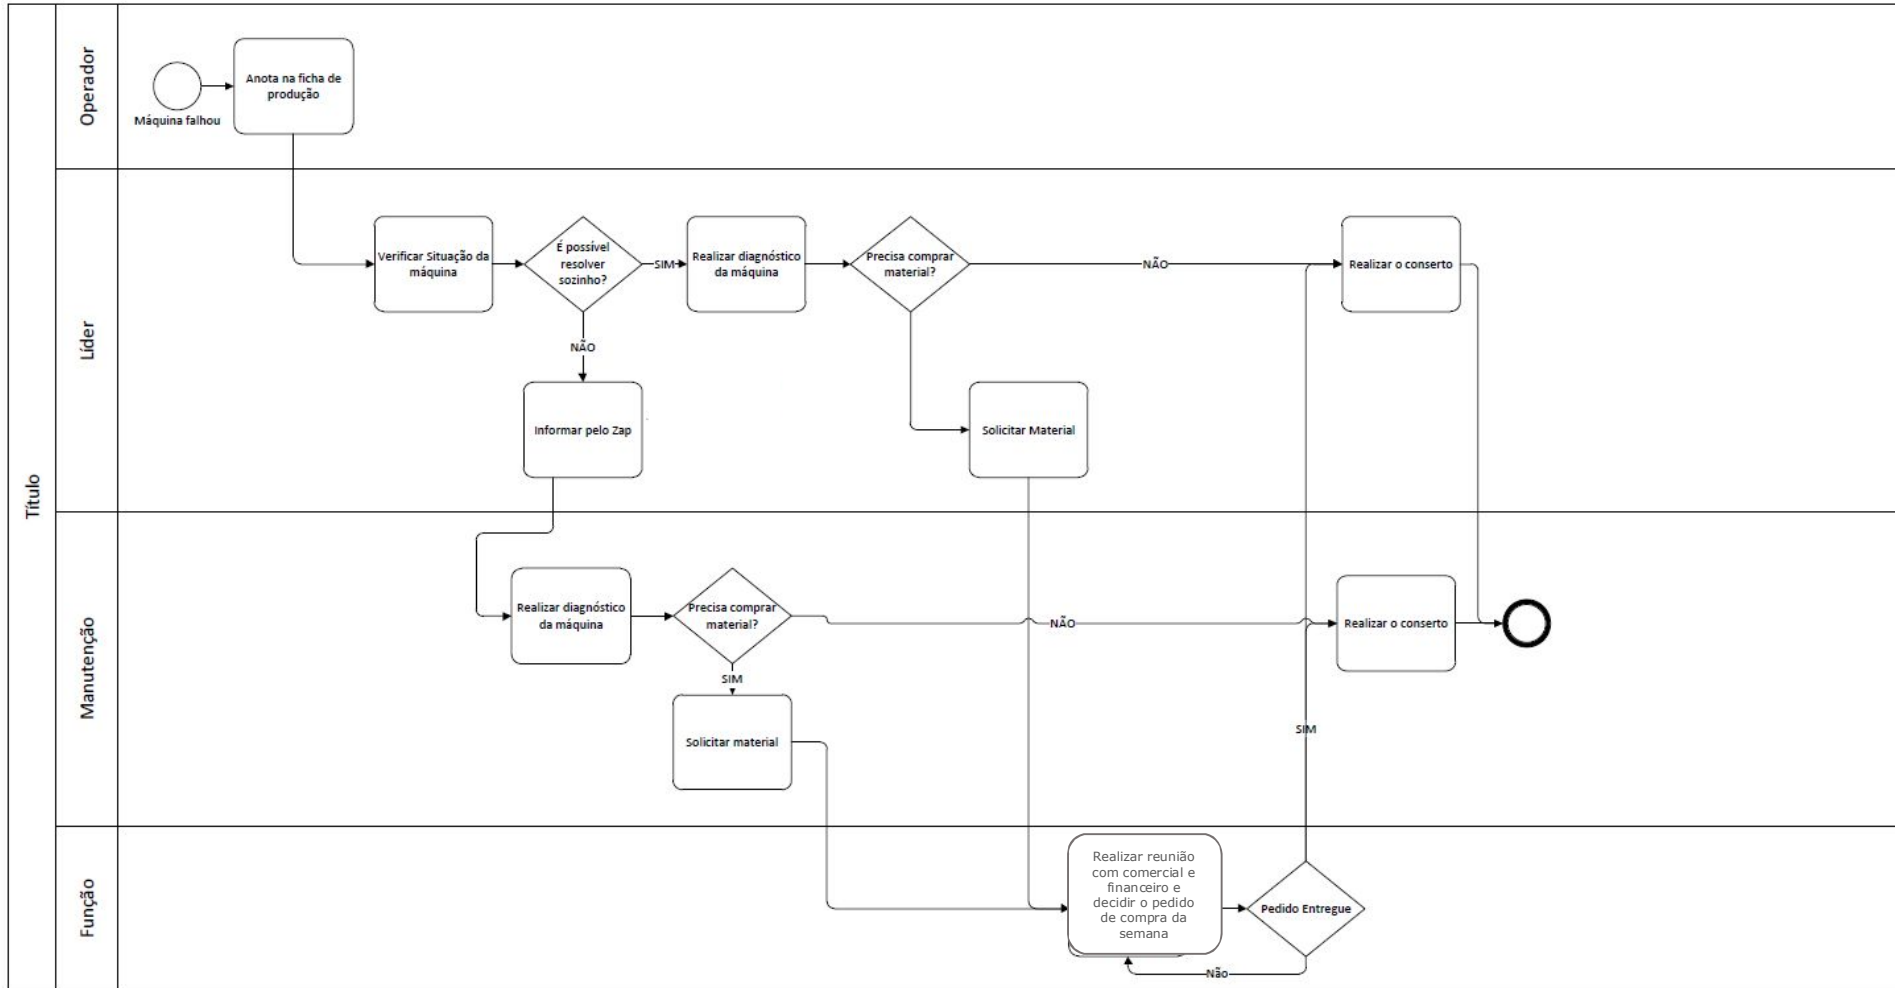 Título
Operador
Máquina falhou
Anota na ficha de
produção
Líder
Verificar Situação da
máquina
É possível
resolver
sozinho?
SIM
Realizar diagnóstico
da máquina
Precisa comprar
material?
NÃO
Realizar o conserto
NÃO
Informar pelo Zap
Solicitar Material
Manutenção
Realizar diagnóstico
da máquina
Precisa comprar
material?
NÃO
Realizar o conserto
SIM
Solicitar material
SIM
Função
Realizar reunião
com comercial e
financeiro e
decidir o pedido
de compra da
semana
Pedido Entregue
Não